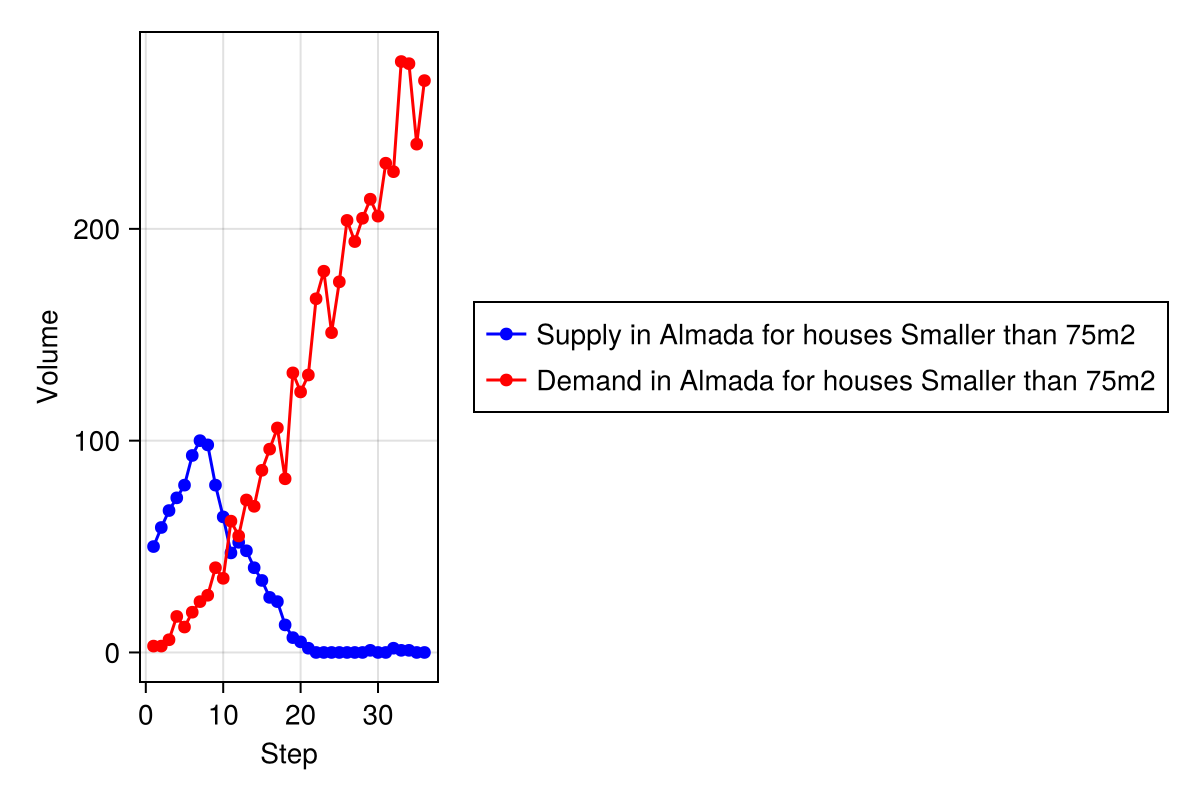 200
100
0
Volume
0 10 20 30
Step
Supply in Almada for houses Smaller than 75m2
Demand in Almada for houses Smaller than 75m2